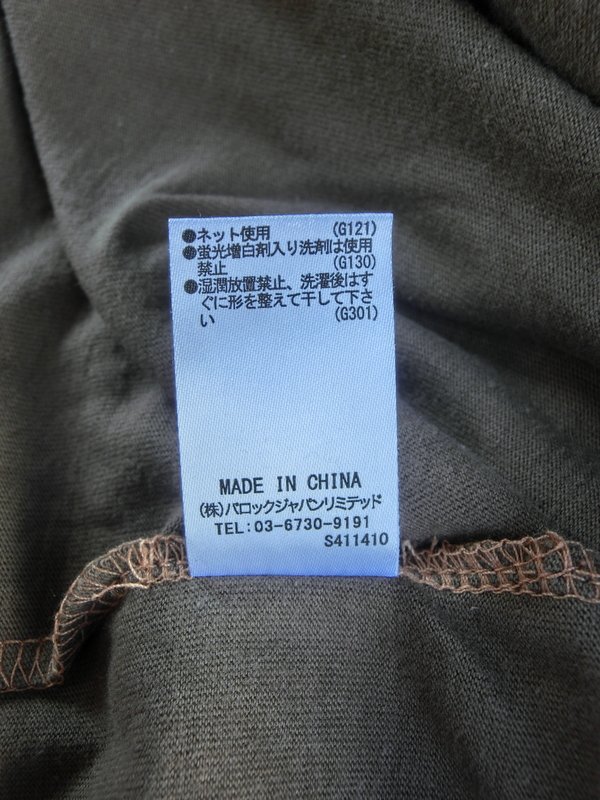 ●ネット使用 (G121)
●蛍光増白剤入り洗剤は使用
禁止 (G130)
●湿潤放置禁止、洗濯後はす
ぐに形を整えて干して下さ
い (G301)
MADE IN CHINA
(株)バロックジャパンリミテッド
TEL:03-6730-9191
S411410